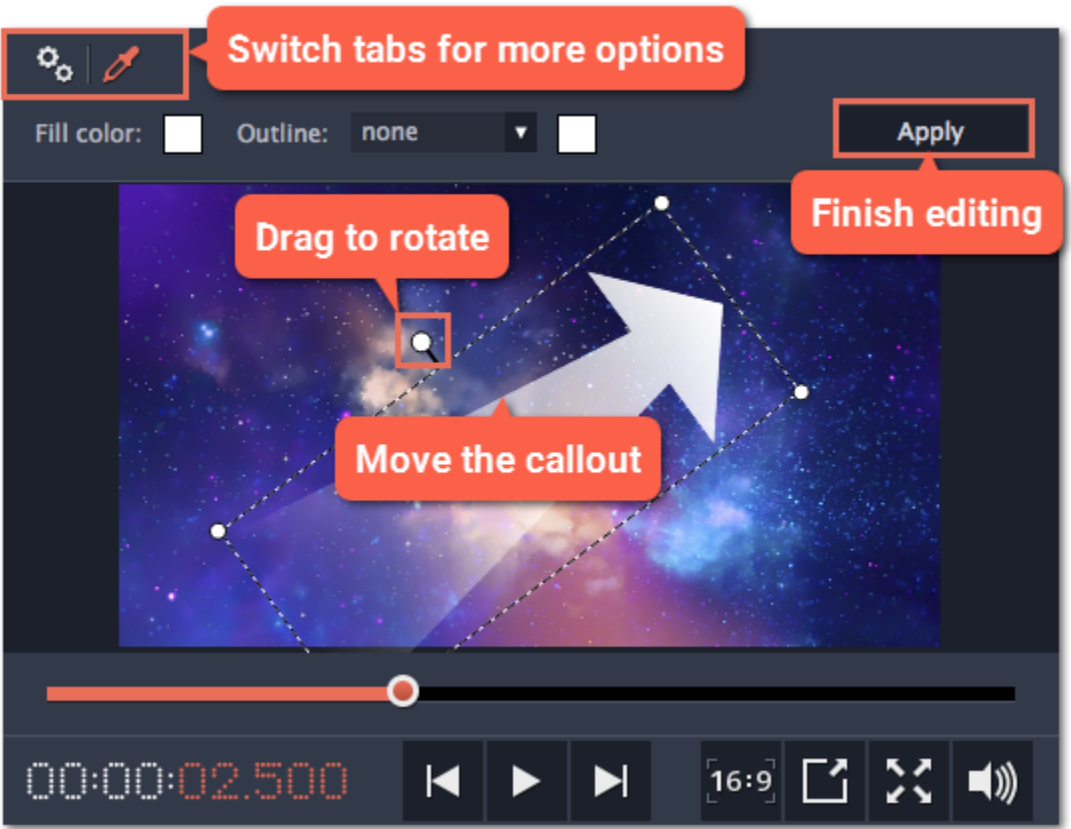 Switch tabs for more options
Fill color:
Outline:
none
Apply
Finish editing
Drag to rotate
Move the callout
00:00:02.500
16:9